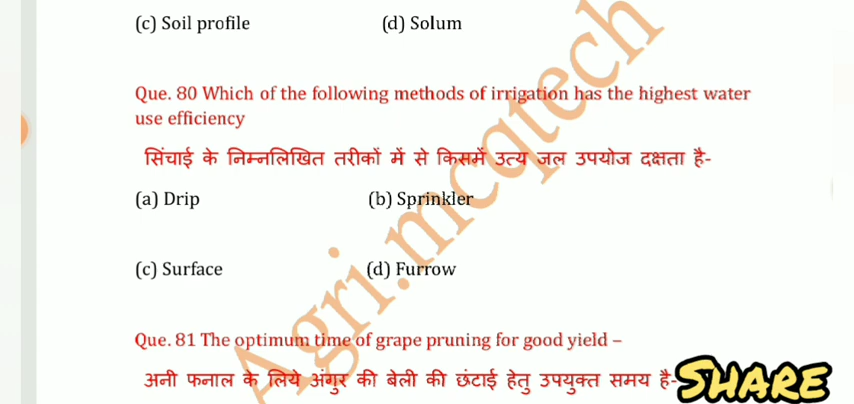 (c) Soil profile (d) Solum
Que. 80 Which of the following methods of irrigation has the highest water
use efficiency
सिंचाई के निम्नलिखित तरीकों में से किसमें उत्य जल उपयोज दक्षता है-
(a) Drip (b) Sprinkler
(c) Surface (d) Furrow
Que. 81 The optimum time of grape pruning for good yield –
अनी फनाल के लिये अंगुर की बेली की छंटाई हेतु उपयुक्त समय है-
SHARE
Agri.mcqtech